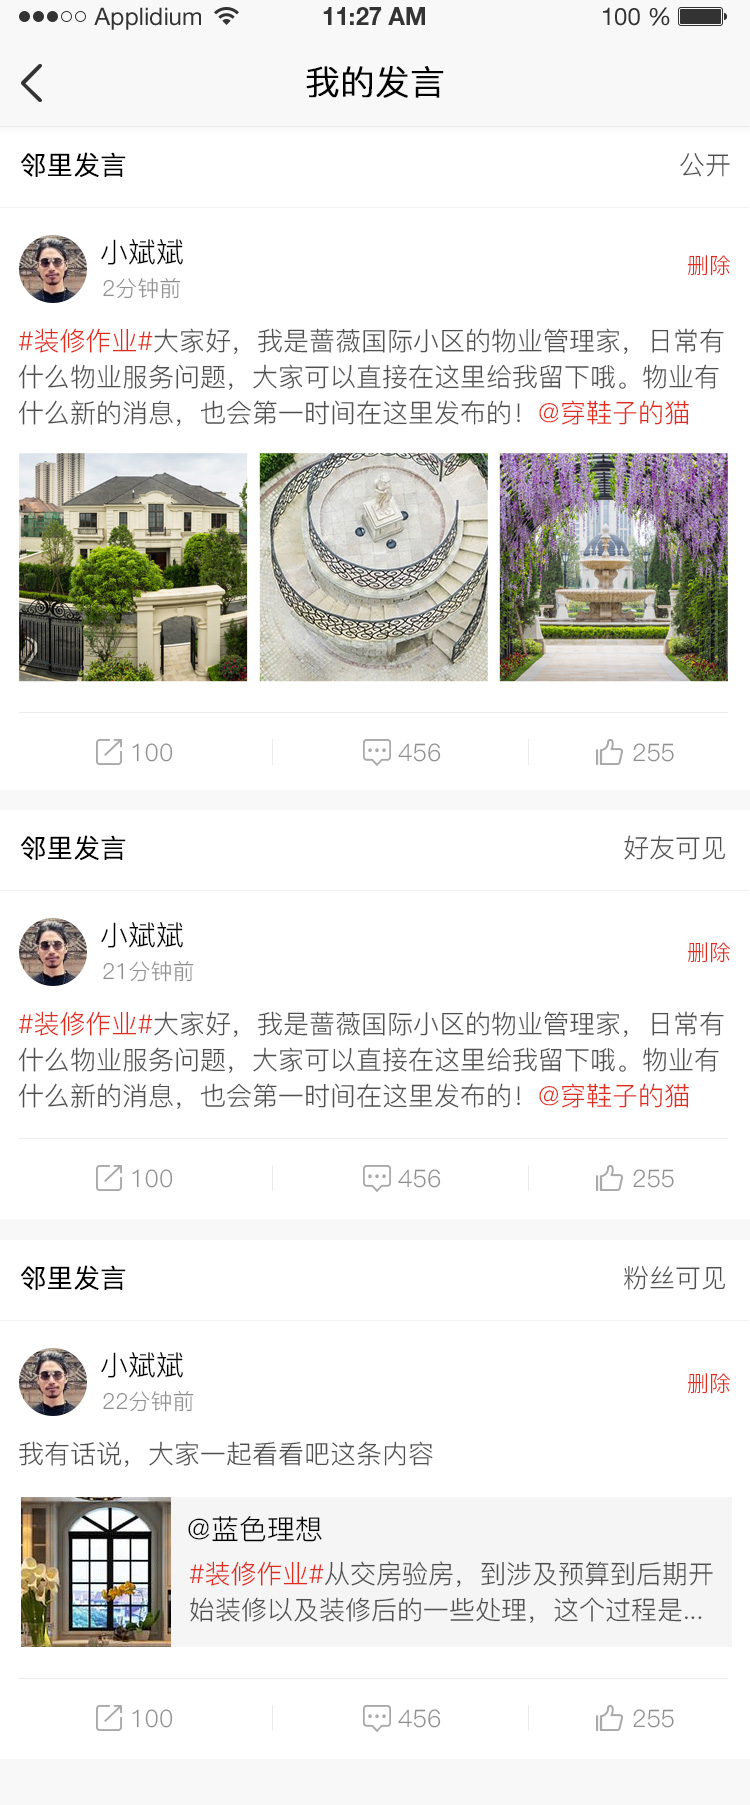 Applidium 11:27 AM 100 %
我的发言
邻里发言 公开
小斌斌
2分钟前 删除
#装修作业#大家好，我是蔷薇国际小区的物业管理家，日常有
什么物业服务问题，大家可以直接在这里给我留下哦。物业有
什么新的消息，也会第一时间在这里发布的！@穿鞋子的猫
100 456 255
邻里发言 好友可见
小斌斌
21分钟前 删除
#装修作业#大家好，我是蔷薇国际小区的物业管理家，日常有
什么物业服务问题，大家可以直接在这里给我留下哦。物业有
什么新的消息，也会第一时间在这里发布的！@穿鞋子的猫
100 456 255
邻里发言 粉丝可见
小斌斌
22分钟前 删除
我有话说，大家一起看看吧这条内容
@蓝色理想
#装修作业#从交房验房，到涉及预算到后期开
始装修以及装修后的一些处理，这个过程是...
100 456 255